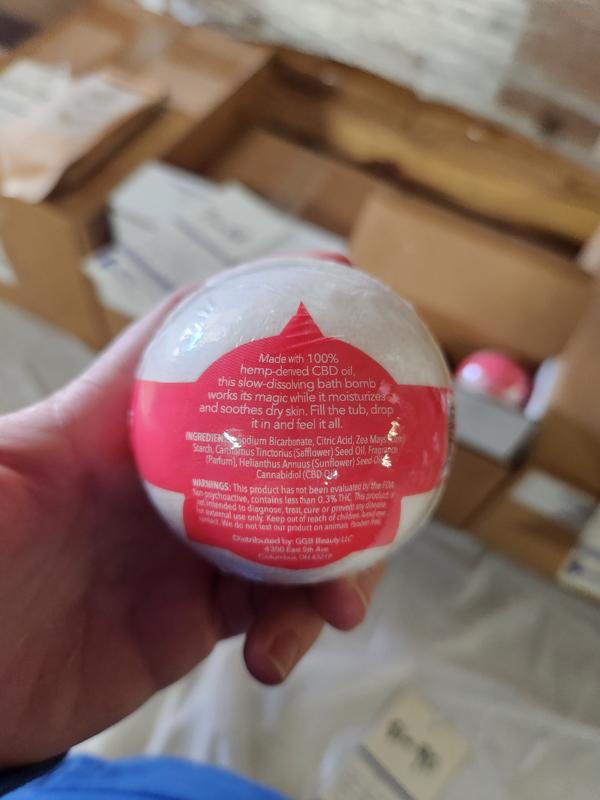 Made with 100%
hemp-derived CBD oil,
this slow-dissolving bath bomb
works its magic while it moisturizes
and soothes dry skin. Fill the tub, drop
it in and feel it all.
Sodium Bicarbonate, Citric Acid, Zea Mays
Starch, Carthamus Tinctorius (Safflower) Seed Oil, Fragrance
(Parfum), Helianthus Annuus (Sunflower) Seed Oil,
Cannabidiol (CBD
WARNINGS: This product has not been evaluated by the FDA.
Non-psychoactive, contains less than 0.3% THC. This product is
not intended to diagnose, treat, cure or prevent any disease.
For external use only. Keep out of reach of children. Avoid eye
contact. We do not test our product on animals. Paraben free.
Distributed by: GGB Beauty LLC
4300 East 5th Ave
Columbus, OH 43219